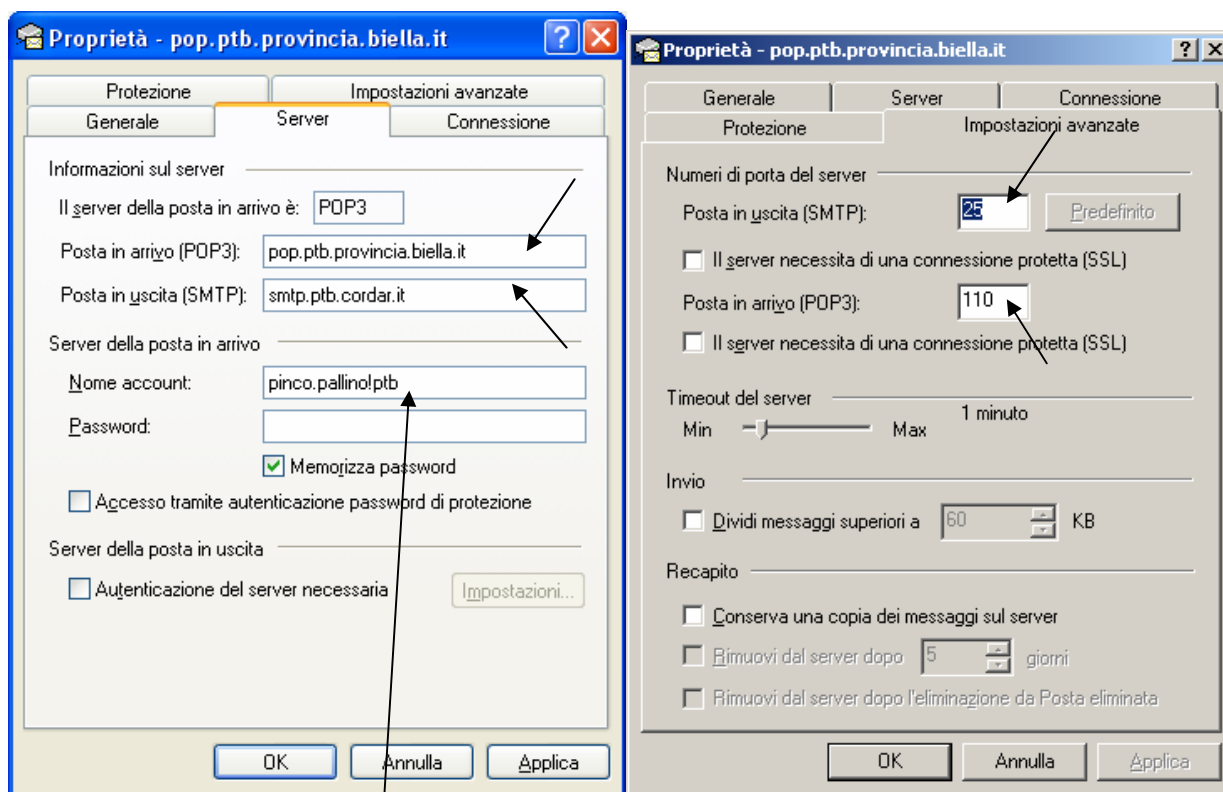 Proprietà - pop.ptb.provincia.biella.it
Protezione Impostazioni avanzate
Generale Server Connessione
Informazioni sul server
Il server della posta in arrivo è: POP3
Posta in arrivo (POP3): pop.ptb.provincia.biella.it
Posta in uscita (SMTP): smtp.ptb.cordar.it
Server della posta in arrivo
Nome account: pinco.pallino!ptb
Password:
Memorizza password
Accesso tramite autenticazione password di protezione
Server della posta in uscita
Autenticazione del server necessaria Impostazioni...
OK Annulla Applica
Proprietà - pop.ptb.provincia.biella.it
Generale Server Connessione
Protezione Impostazioni avanzate
Numeri di porta del server
Posta in uscita (SMTP): 25 Predefinito
Il server necessita di una connessione protetta (SSL)
Posta in arrivo (POP3): 110
Il server necessita di una connessione protetta (SSL)
Timeout del server
Min Max 1 minuto
Invio
Dividi messaggi superiori a 60 KB
Recapito
Conserva una copia dei messaggi sul server
Rimuovi dal server dopo 5 giorni
Rimuovi dal server dopo l'eliminazione da Posta eliminata
OK Annulla Applica